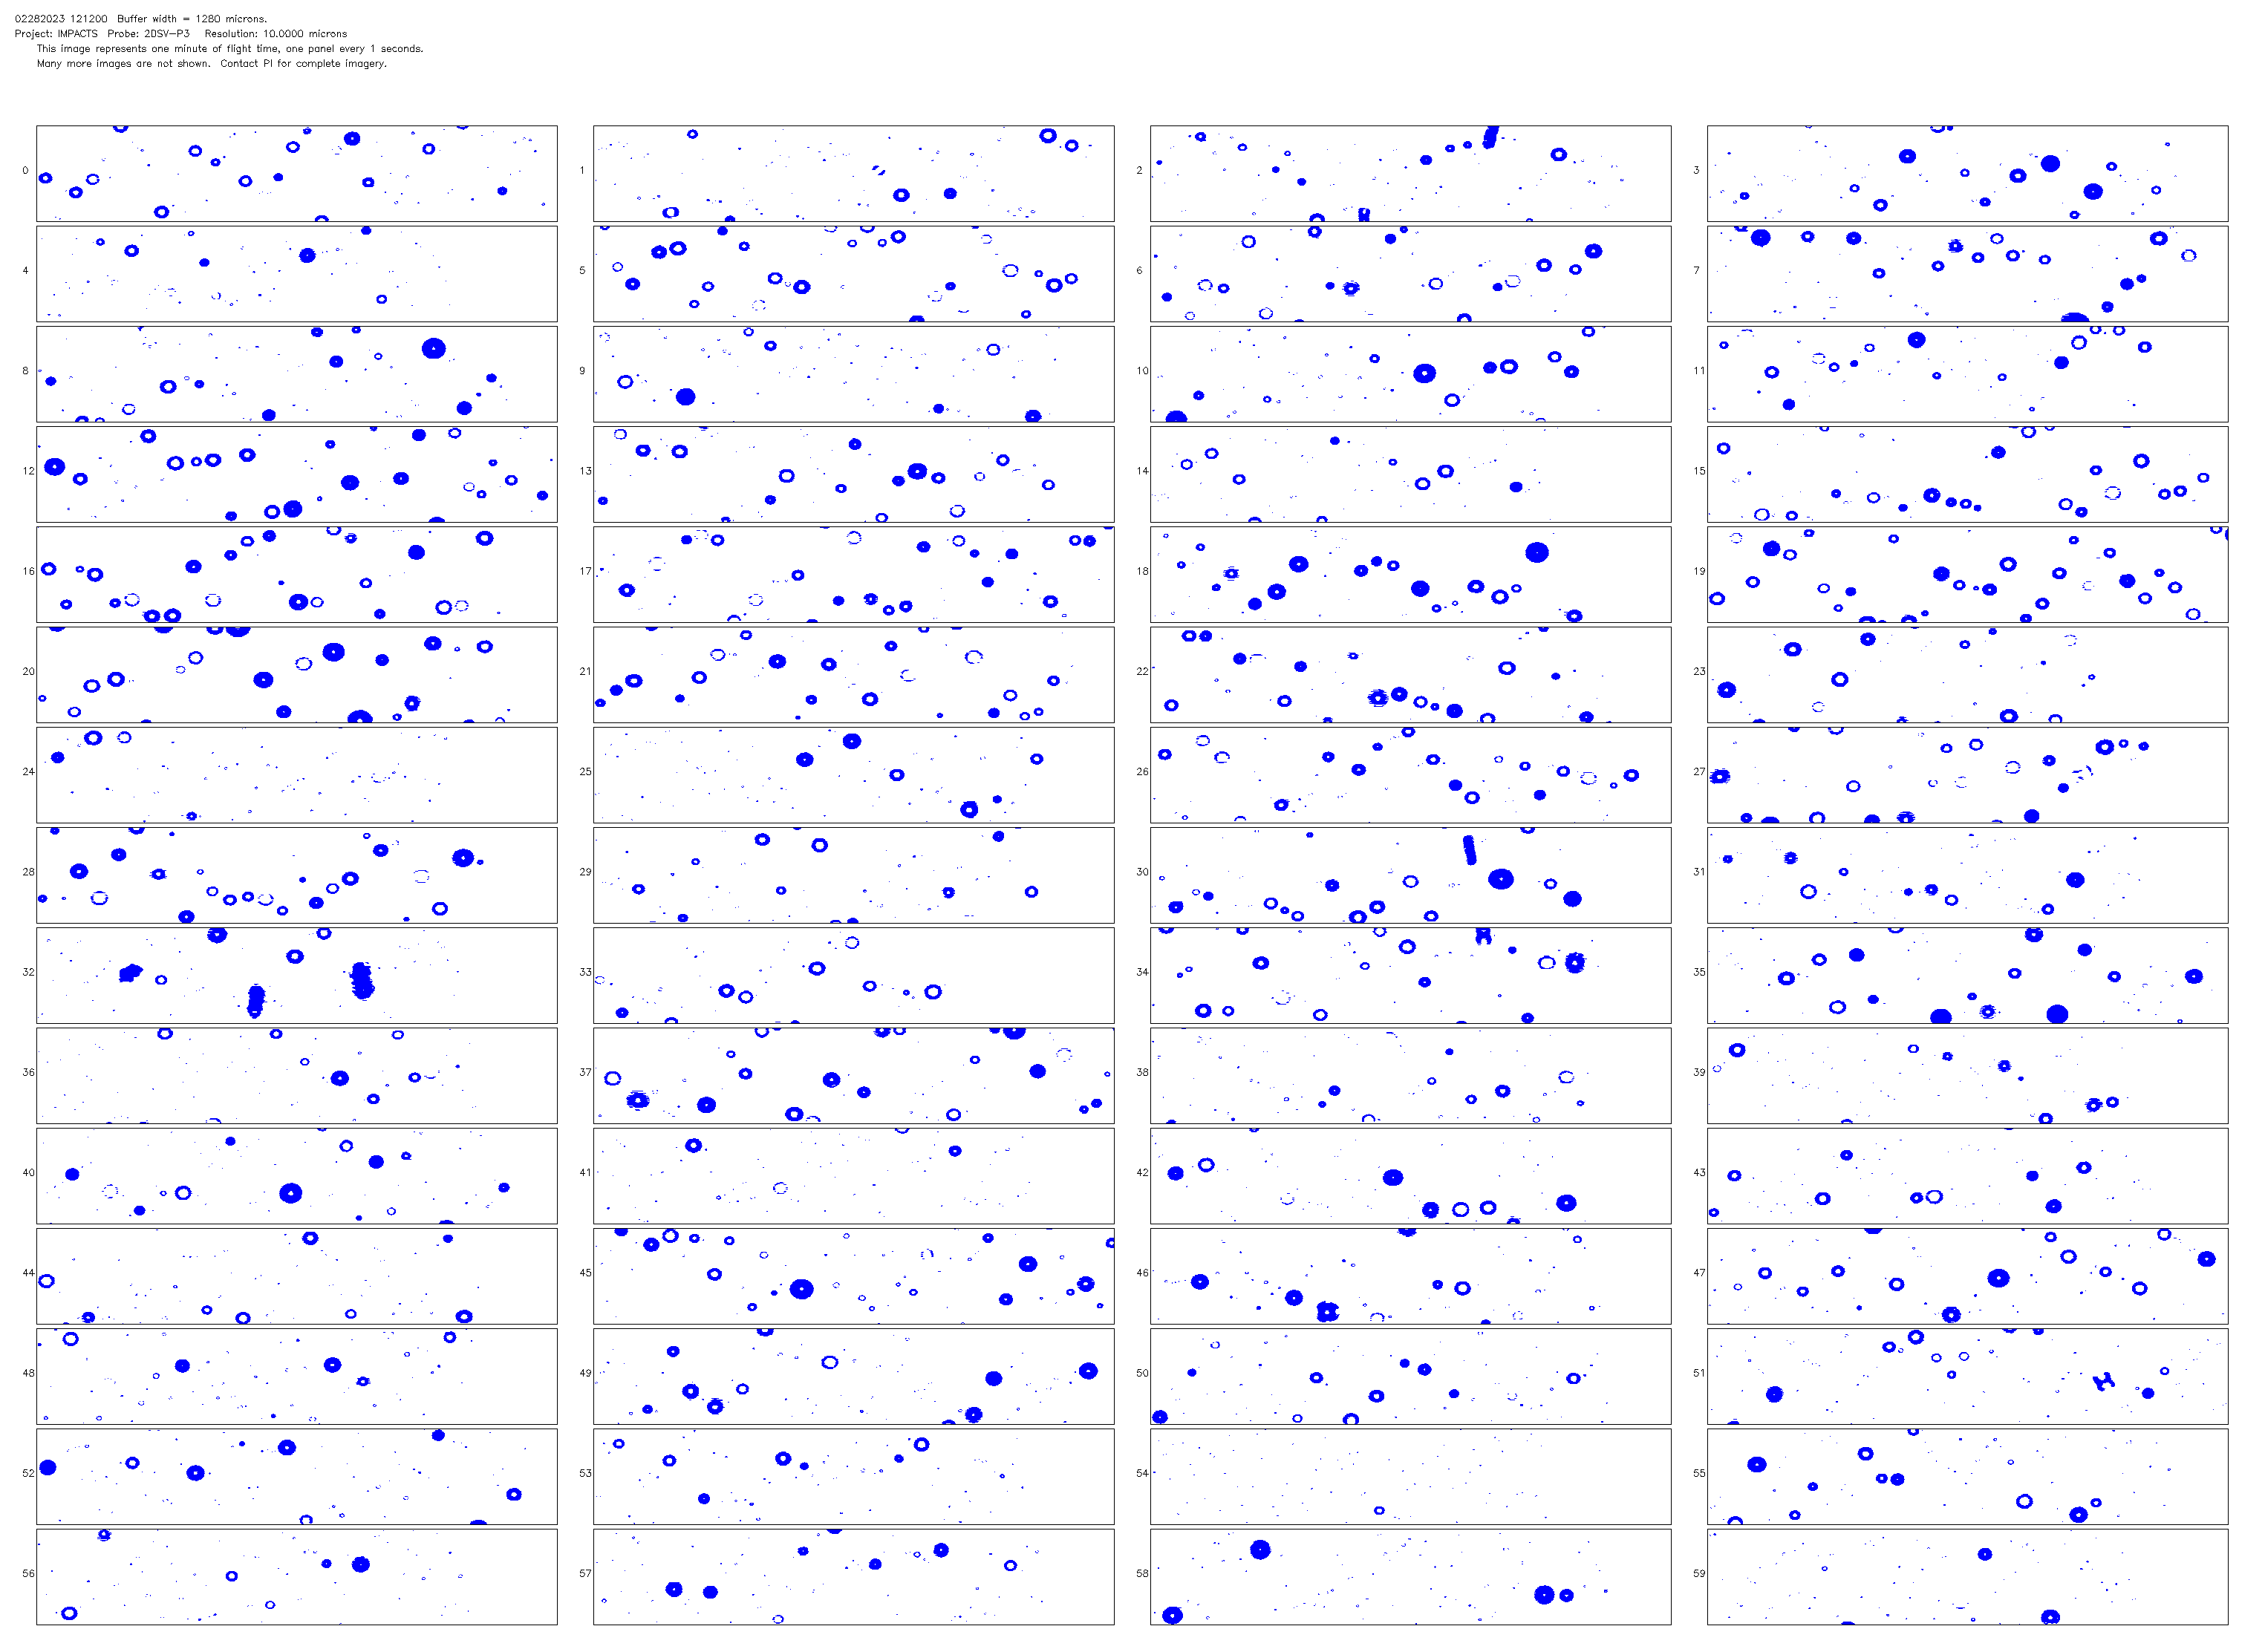 02282023 121200  Buffer width = 1280 microns.
Project: IMPACTS  Probe: 2DSV-P3   Resolution: 10.0000 microns
This image represents one minute of flight time, one panel every 1 seconds.
Many more images are not shown.  Contact PI for complete imagery.
0 1 2 3
4 5 6 7
8 9 10 11
12 13 14 15
16 17 18 19
20 21 22 23
24 25 26 27
28 29 30 31
32 33 34 35
36 37 38 39
40 41 42 43
44 45 46 47
48 49 50 51
52 53 54 55
56 57 58 59